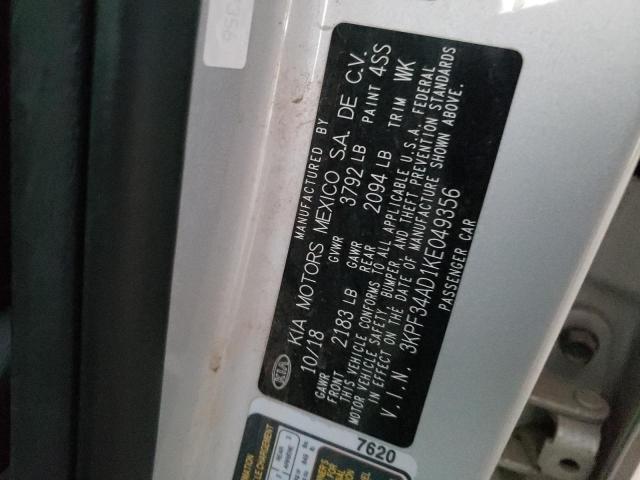 MANUFACTURED BY
KIA KIA MOTORS MEXICO S.A. DE C.V.
10/18 GVWR 3792 LB PAINT 4SS
GAWR FRONT 2183 LB GAWR REAR 2094 LB TRIM WK
THIS VEHICLE CONFORMS TO ALL APPLICABLE U.S.A. FEDERAL
MOTOR VEHICLE SAFETY, BUMPER, AND THEFT PREVENTION STANDARDS
IN EFFECT ON THE DATE OF MANUFACTURE SHOWN ABOVE.
V.I.N. 3KPF34AD1KE049356
PASSENGER CAR
7620